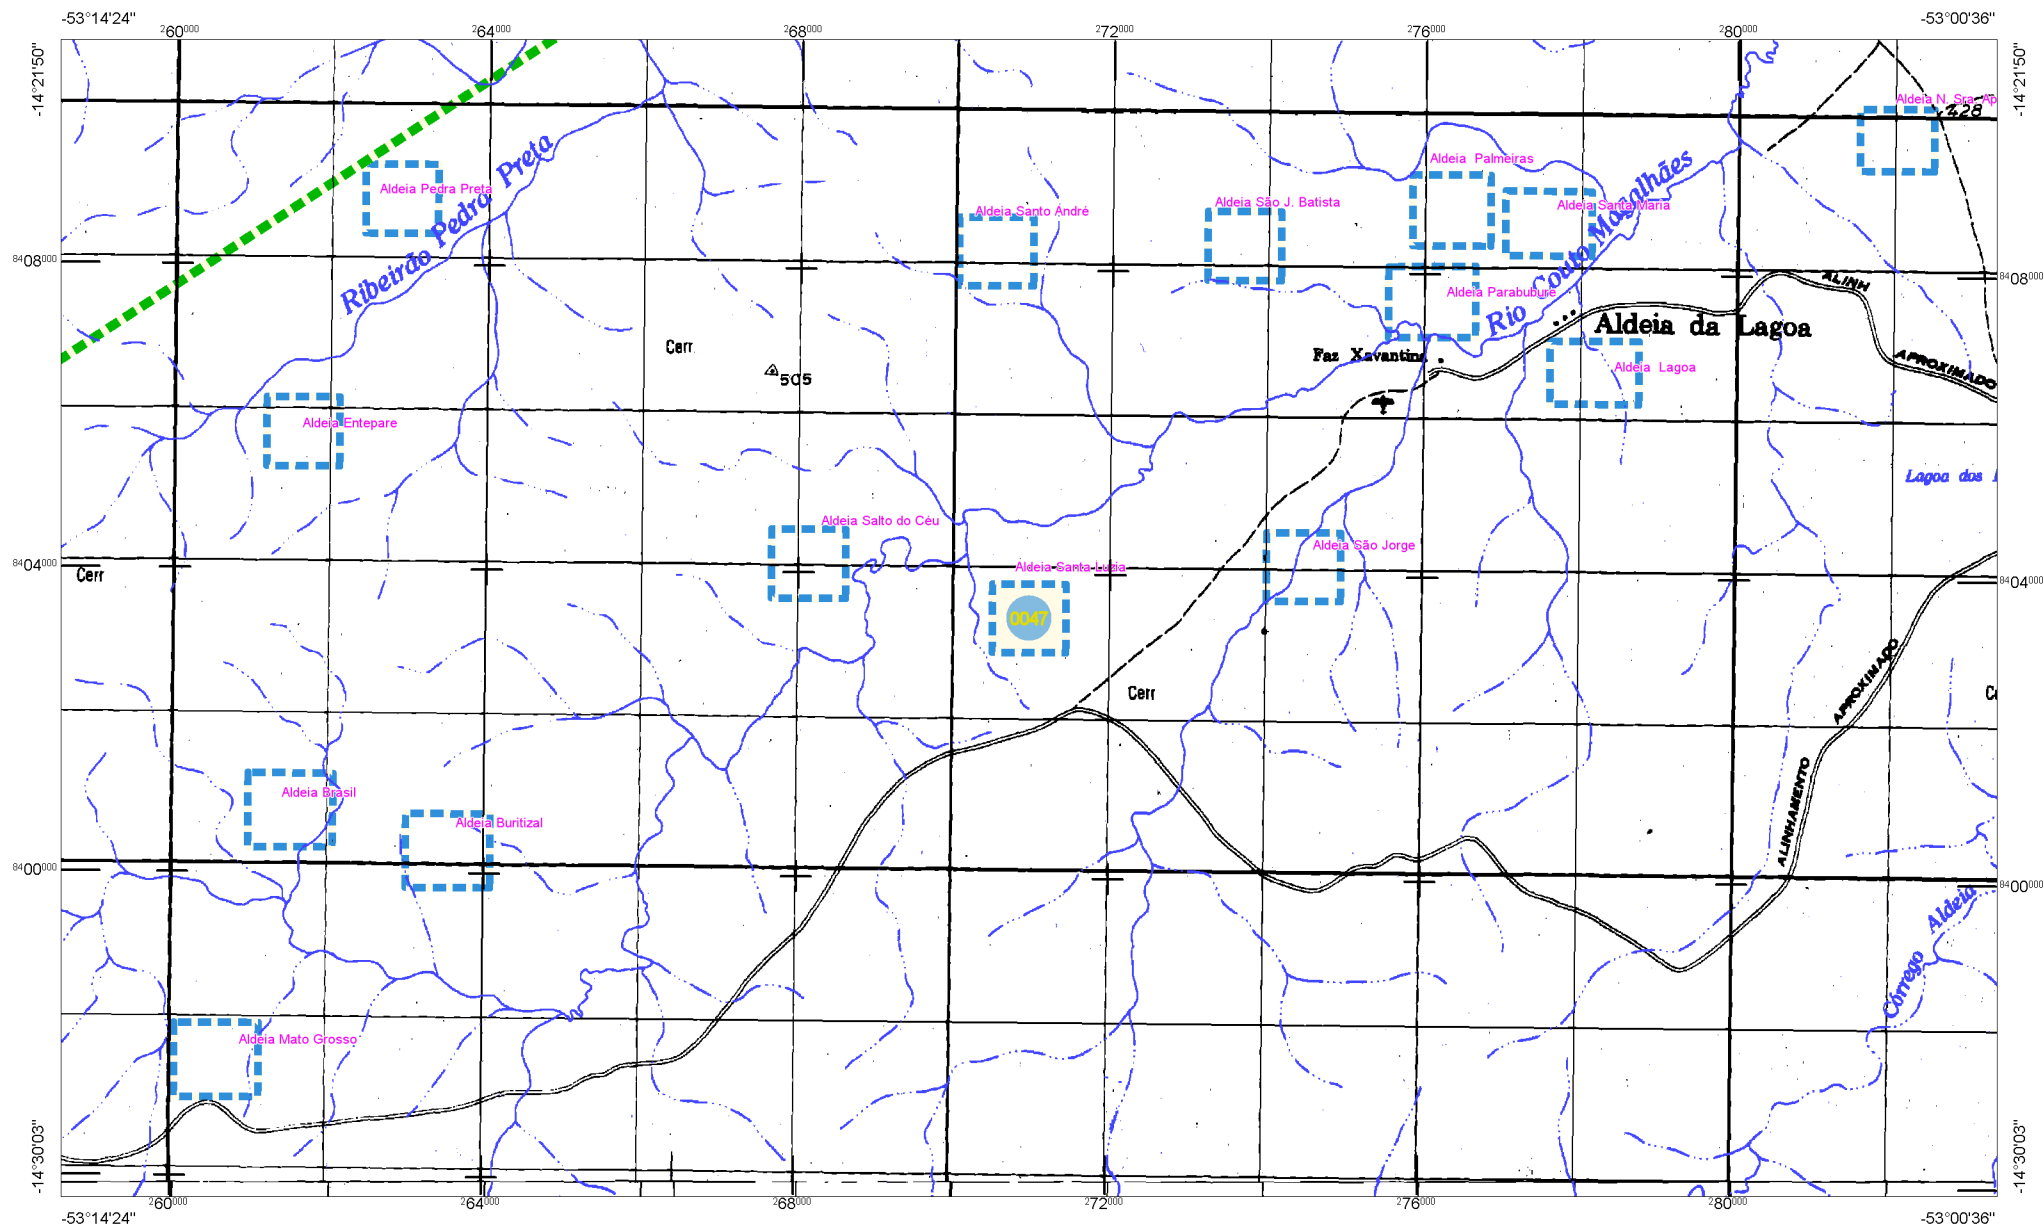 -53°14'24"
-53°00'36"
260000
264000
268000
272000
276000
280000
-14°21'50"
-14°21'50"
Aldeia N. Sra. Ap
428
Ribeirão Pedra Preta
Aldeia Pedra Preta
Aldeia Palmeiras
Rio Couto Magalhães
Aldeia Santo André
Aldeia São J. Batista
Aldeia Santa Maria
8408000
8408000
ALINH
Aldeia Parabubure
Aldeia da Lagoa
Cerr
Faz Xavantina
APROXIMADO
505
Aldeia Lagoa
Aldeia Entepare
Lagoa dos
Aldeia Salto do Céu
Aldeia São Jorge
8404000
Cerr
Aldeia Santa Luzia
8404000
0047
APROXIMADO
Cerr
Aldeia Brasil
ALINHAMENTO
Aldeia Buritizal
8400000
8400000
Córrego Aldeia
Aldeia Mato Grosso
-14°30'03"
-14°30'03"
260000
264000
268000
272000
276000
280000
-53°14'24"
-53°00'36"